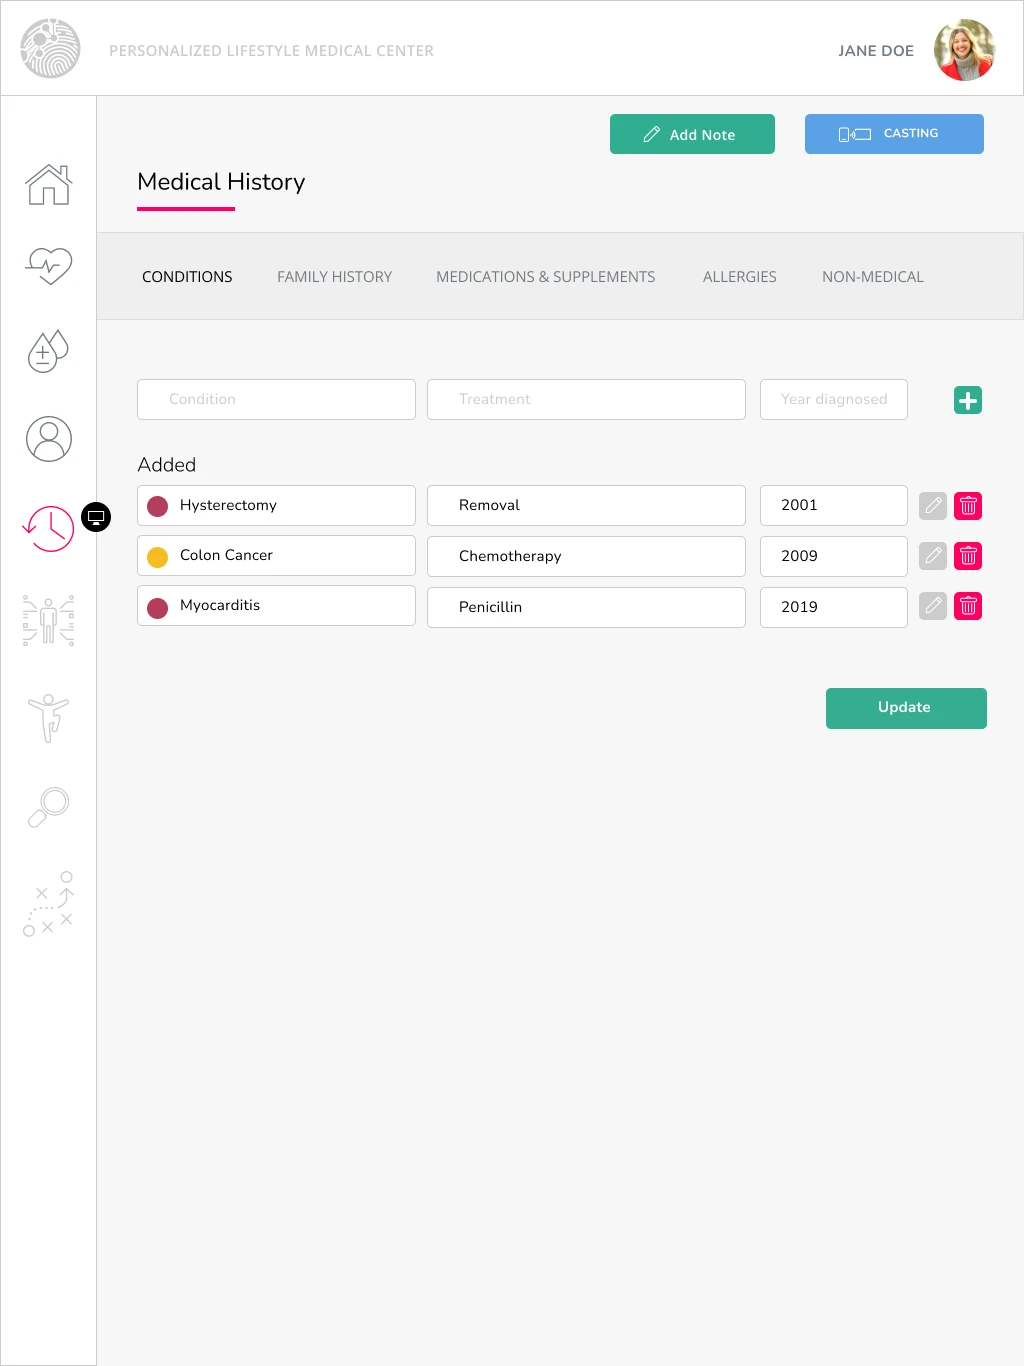 PERSONALIZED LIFESTYLE MEDICAL CENTER
JANE DOE
Add Note
CASTING
Medical History
CONDITIONS
FAMILY HISTORY
MEDICATIONS & SUPPLEMENTS
ALLERGIES
NON-MEDICAL
Condition
Treatment
Year diagnosed
Added
Hysterectomy
Removal
2001
Colon Cancer
Chemotherapy
2009
Myocarditis
Penicillin
2019
Update